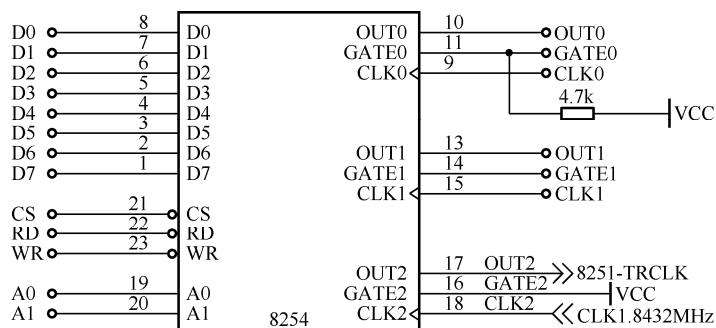 D0 8 D0 OUT0 10 OUT0
D1 7 D1 GATE0 11 GATE0
D2 6 D2 CLK0 9 CLK0
D3 5 D3
4.7k
D4 4 D4 VCC
D5 3 D5
D6 2 D6 OUT1 13 OUT1
D7 1 D7 GATE1 14 GATE1
CLK1 15 CLK1
CS 21 CS
RD 22 RD
WR 23 WR
OUT2 17 OUT2 8251-TRCLK
A0 19 A0 GATE2 16 GATE2 VCC
A1 20 A1 CLK2 18 CLK2 CLK1.8432MHz
8254